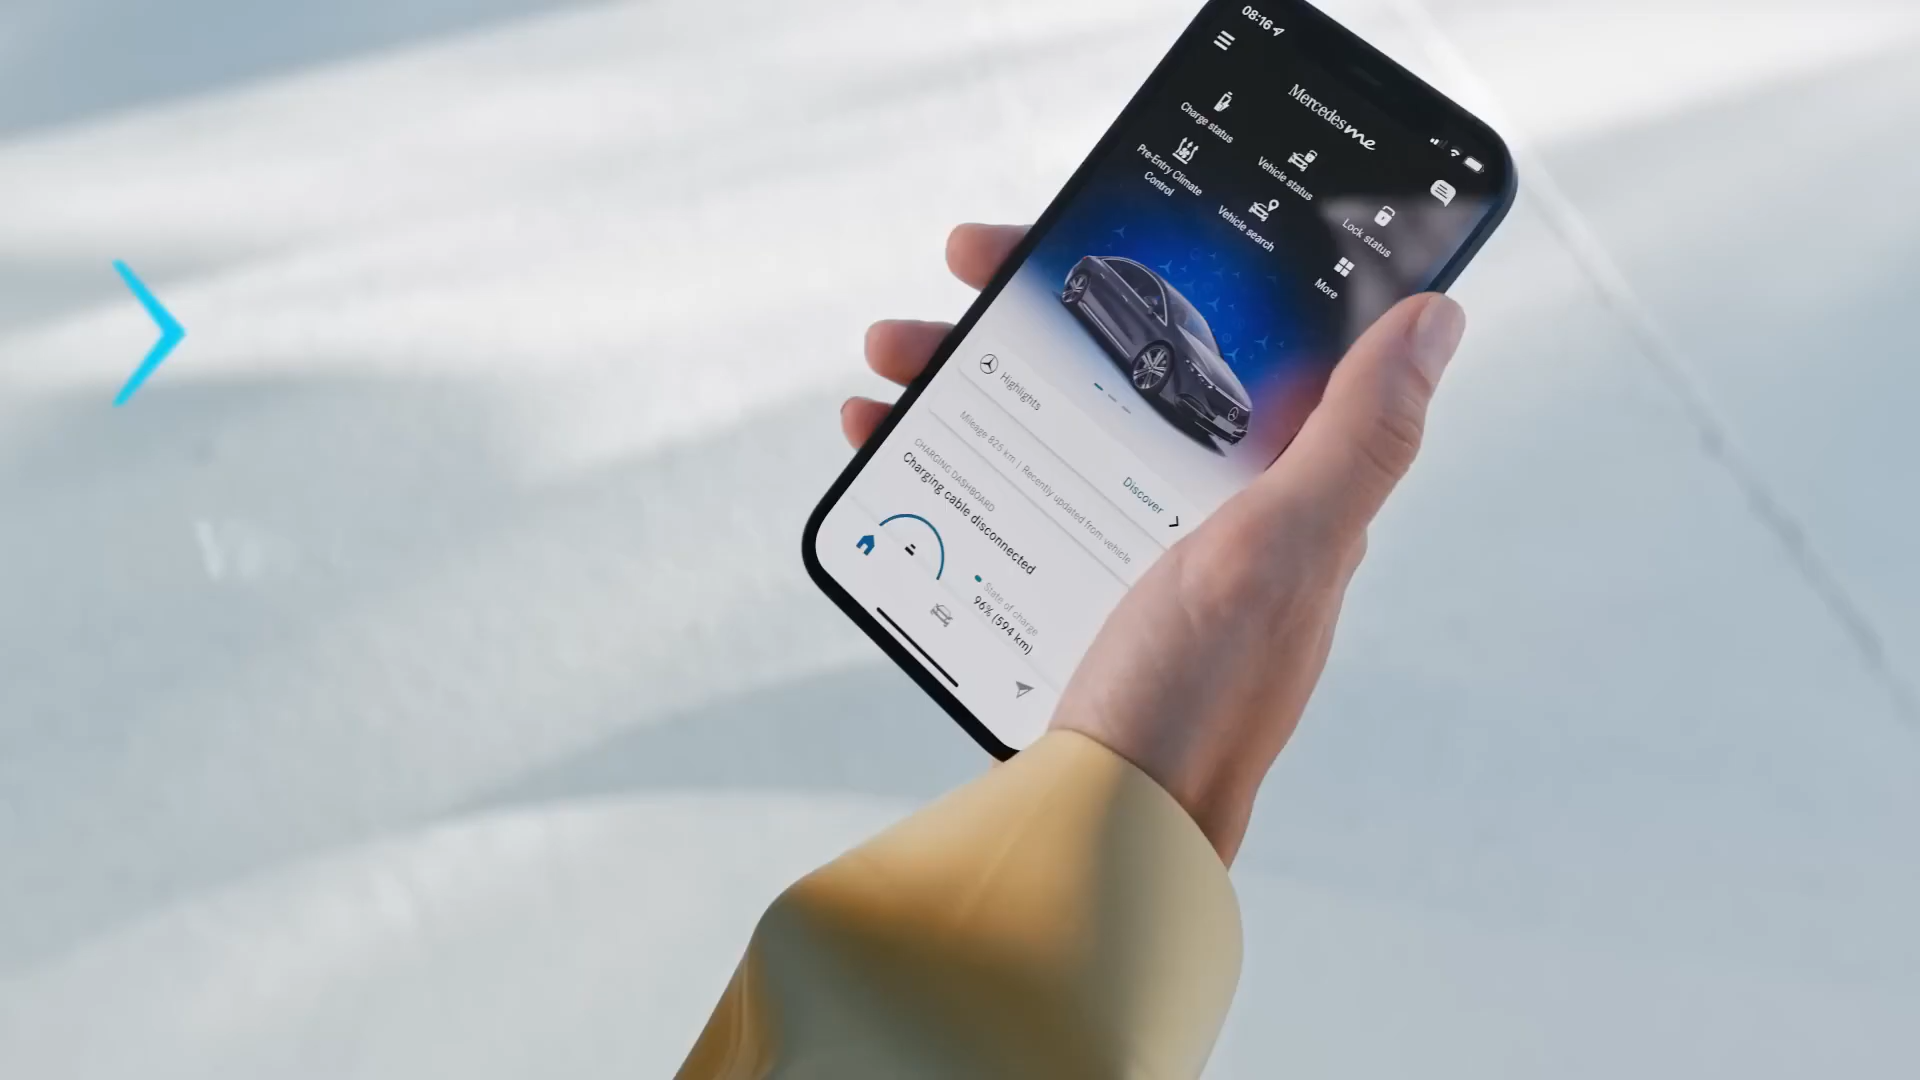 08:16
Mercedes me
Charge status
Vehicle status
Lock status
Pre-Entry Climate
Control
Vehicle search
More
Highlights
Discover
Mileage 825 km | Recently updated from vehicle
CHARGING DASHBOARD
Charging cable disconnected
State of charge
96% (594 km)